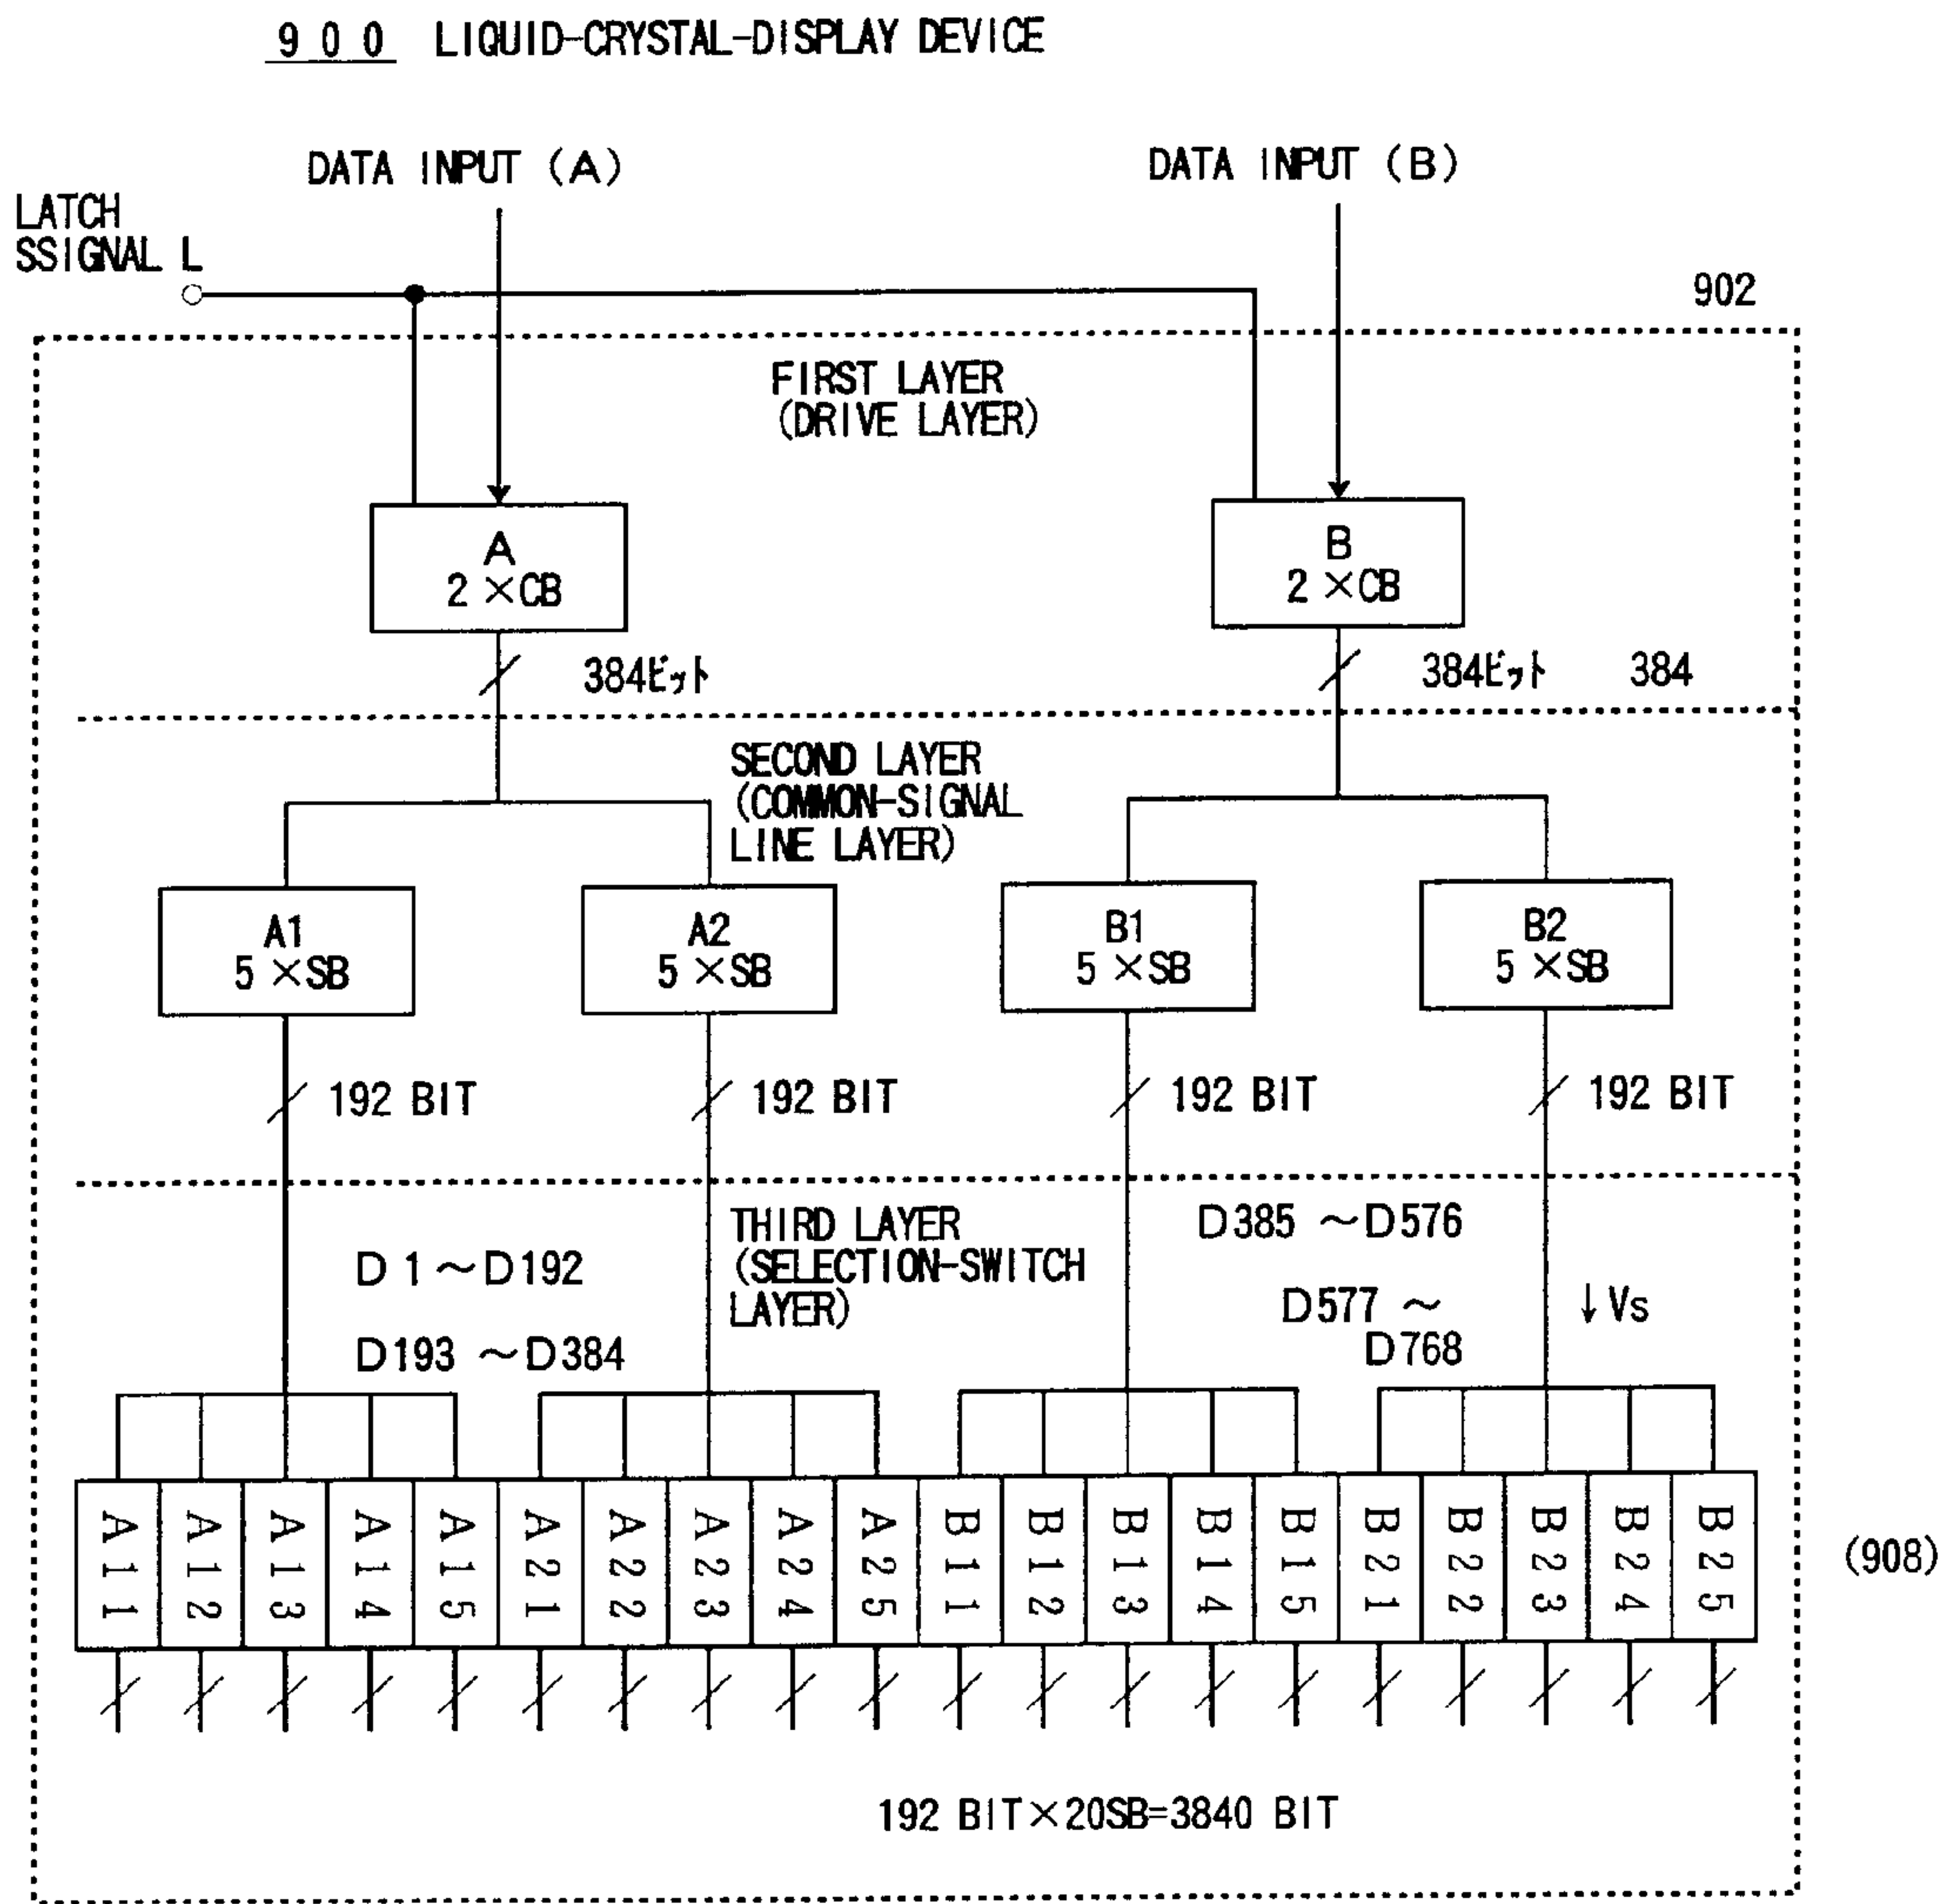 900 LIQUID-CRYSTAL-DISPLAY DEVICE
DATA INPUT (A)
DATA INPUT (B)
LATCH
SSIGNAL L
902
FIRST LAYER
(DRIVE LAYER)
A
2 ×CB
B
2 ×CB
384ビット
384ビット
384
SECOND LAYER
(COMMON-SIGNAL
LINE LAYER)
A1
5 ×SB
A2
5 ×SB
B1
5 ×SB
B2
5 ×SB
192 BIT
192 BIT
192 BIT
192 BIT
THIRD LAYER
(SELECTION-SWITCH
LAYER)
D 1 ~D192
D193 ~D384
D385 ~D576
D577 ~
D768
↓Vs
A11
A12
A13
A14
A15
A21
A22
A23
A24
A25
B11
B12
B13
B14
B15
B21
B22
B23
B24
B25
(908)
192 BIT×20SB=3840 BIT